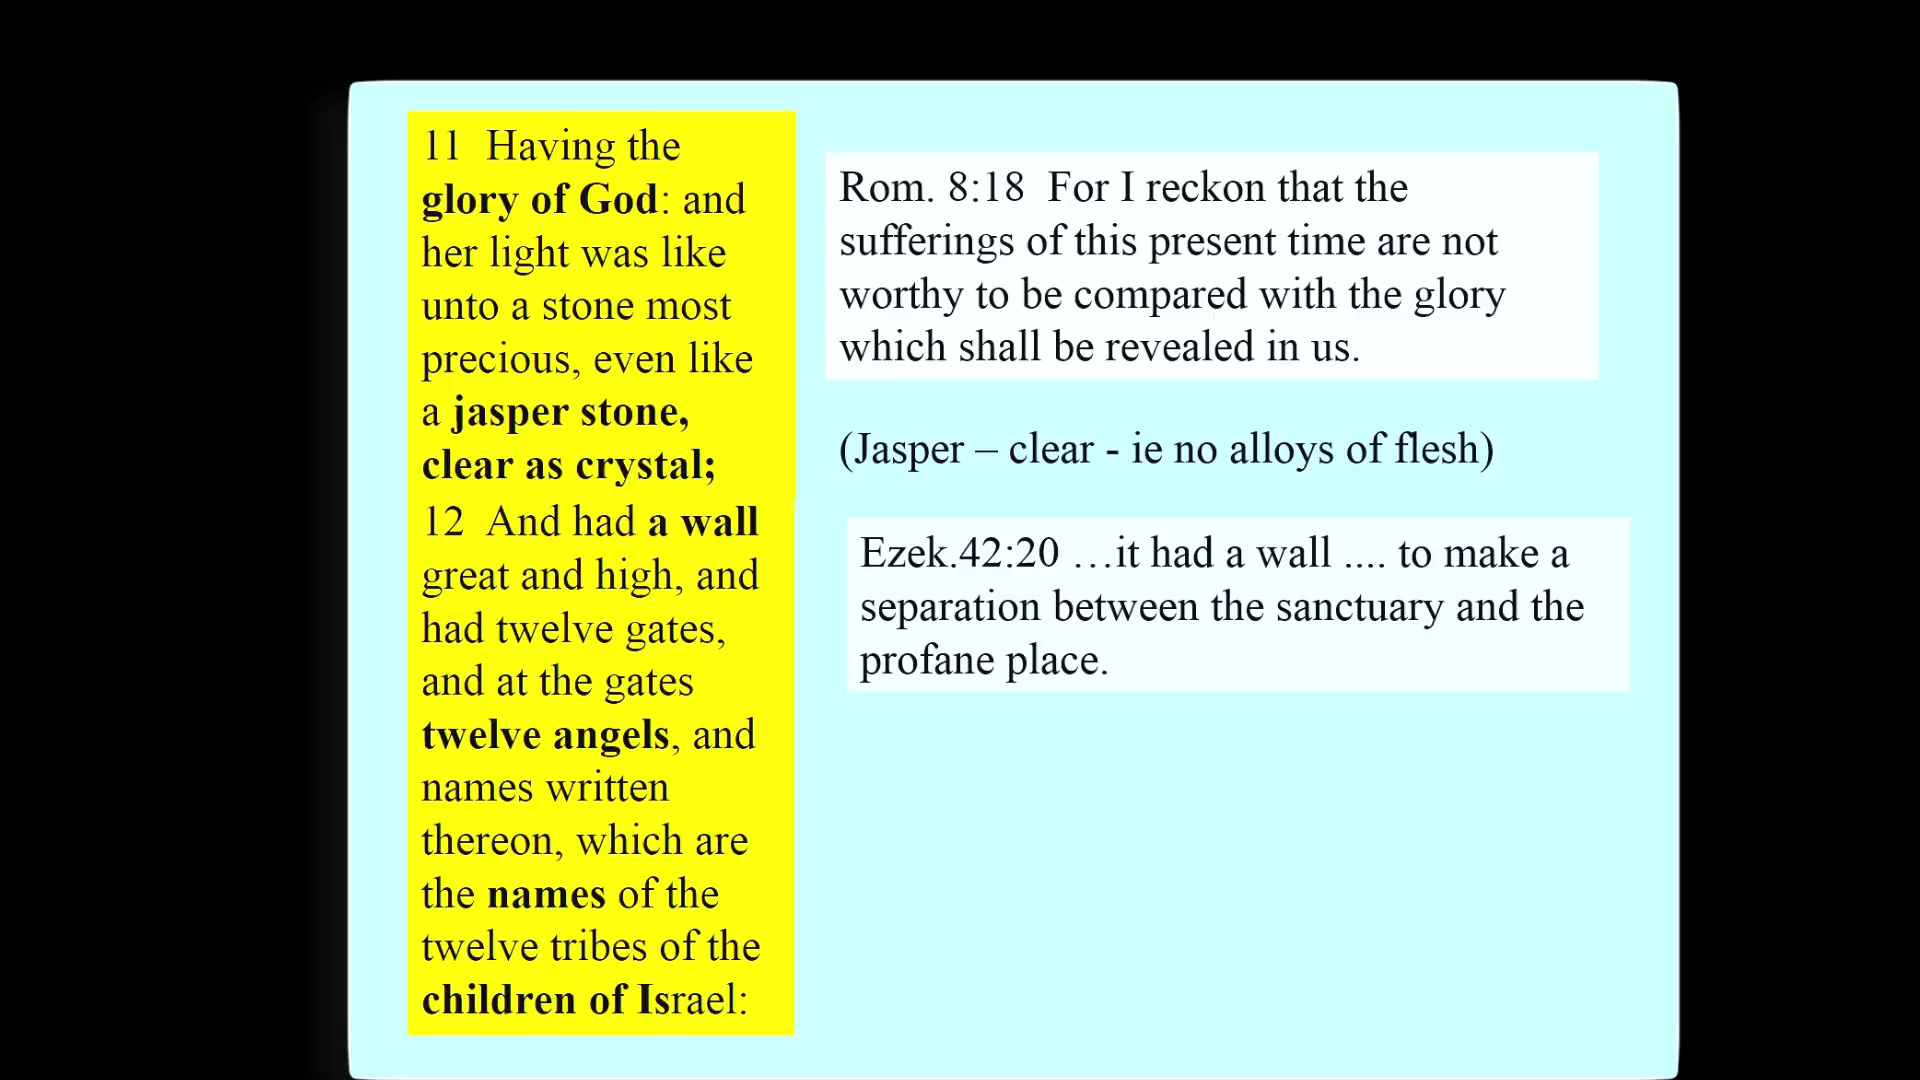 11  Having the
glory of God: and
her light was like
unto a stone most
precious, even like
a jasper stone,
clear as crystal;
12  And had a wall
great and high, and
had twelve gates,
and at the gates
twelve angels, and
names written
thereon, which are
the names of the
twelve tribes of the
children of Israel:
Rom. 8:18  For I reckon that the
sufferings of this present time are not
worthy to be compared with the glory
which shall be revealed in us.
(Jasper – clear - ie no alloys of flesh)
Ezek.42:20 …it had a wall .... to make a
separation between the sanctuary and the
profane place.